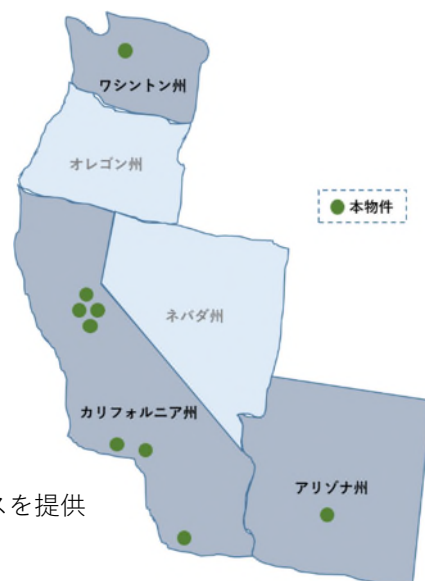 ワシントン州
オレゴン州
本物件
ネバダ州
カリフォルニア州
アリゾナ州
スを提供